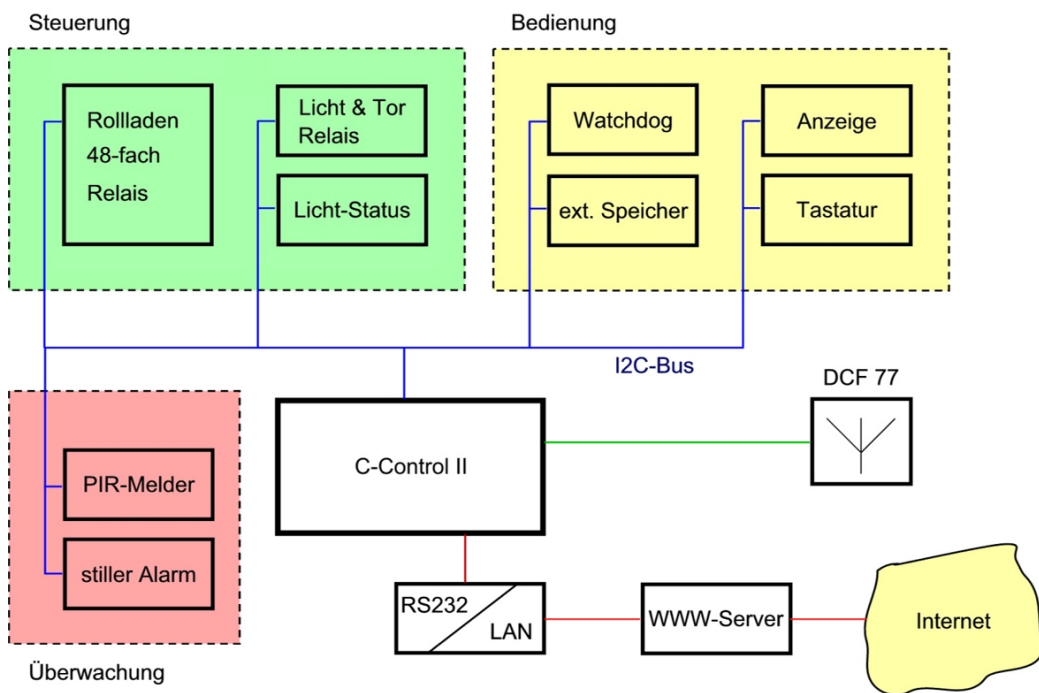 Steuerung
Bedienung
Rollladen
48-fach
Relais
Licht & Tor
Relais
Licht-Status
Watchdog
ext. Speicher
Anzeige
Tastatur
I2C-Bus
DCF 77
C-Control II
PIR-Melder
stiller Alarm
RS232
LAN
WWW-Server
Internet
Überwachung